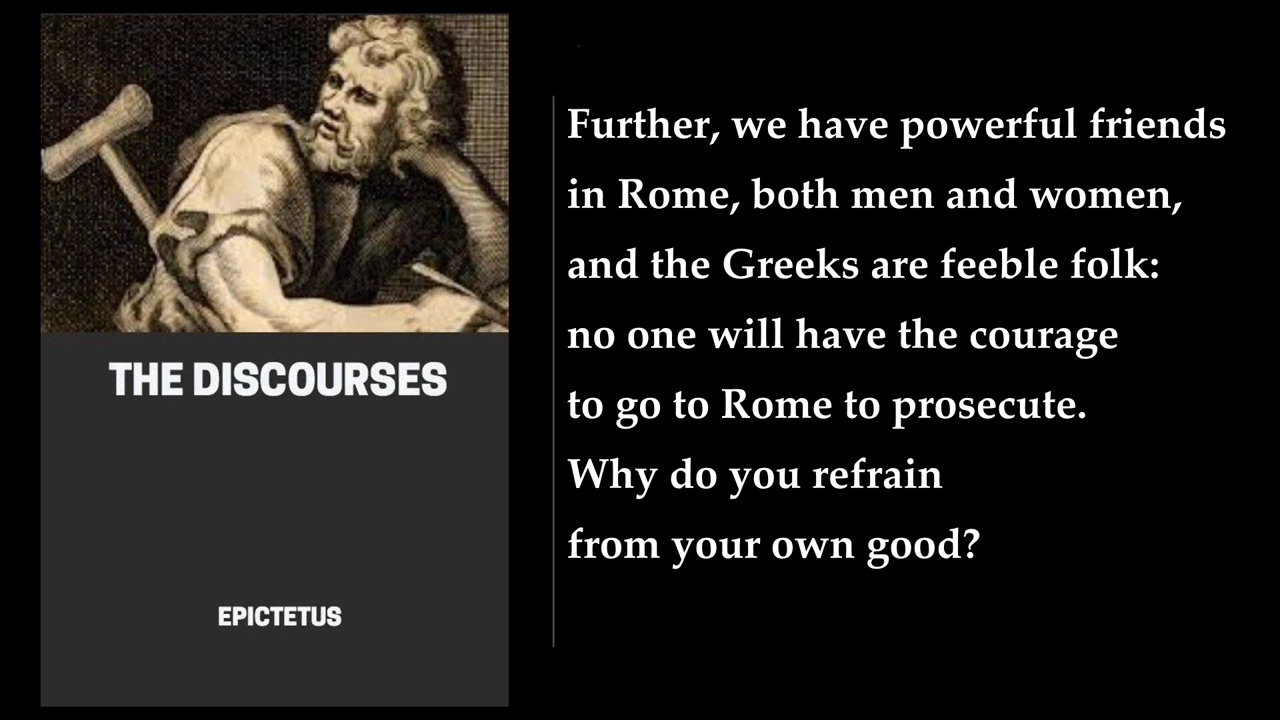 THE DISCOURSES
EPICTETUS
Further, we have powerful friends
in Rome, both men and women,
and the Greeks are feeble folk:
no one will have the courage
to go to Rome to prosecute.
Why do you refrain
from your own good?